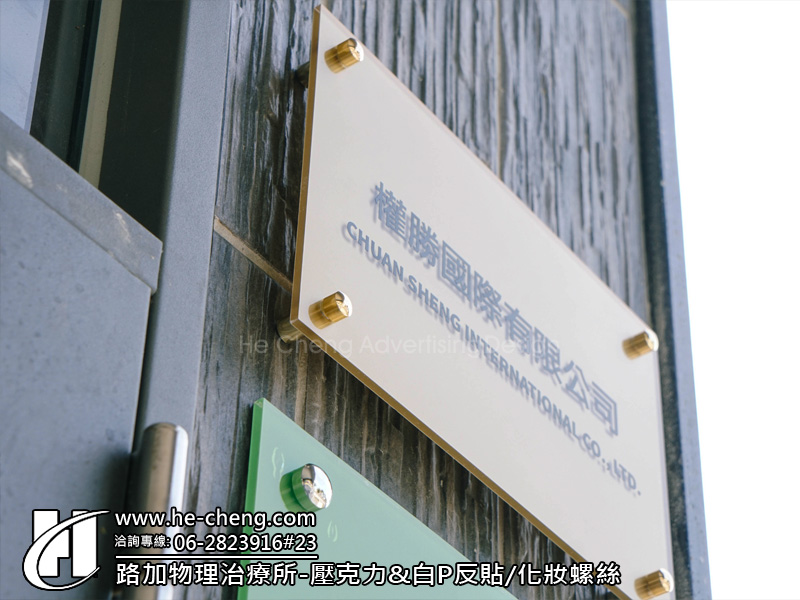 權勝國際有限公司
CHUAN SHENG INTERNATIONAL CO., LTD.
He Cheng Advertising Design
www.he-cheng.com
洽詢專線: 06-2823916#23
路加物理治療所-壓克力&白P反貼/化妝螺絲